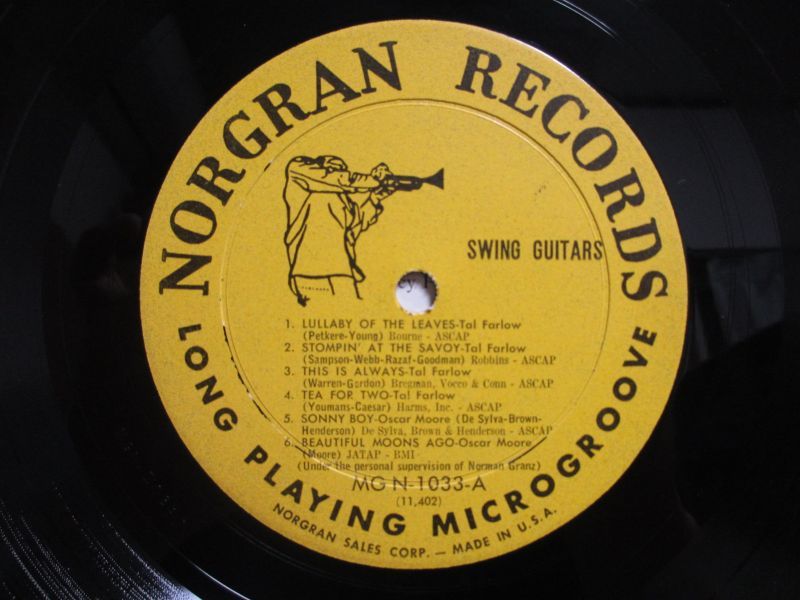 NORGRAN RECORDS
SWING GUITARS
1. LULLABY OF THE LEAVES-Tal Farlow
(Petkere-Young) Bourne - ASCAP
2. STOMPIN' AT THE SAVOY-Tal Farlow
(Sampson-Webb-Razaf-Goodman) Robbins - ASCAP
3. THIS IS ALWAYS-Tal Farlow
(Warren-Gordon) Bregman, Vocco & Conn - ASCAP
4. TEA FOR TWO-Tal Farlow
(Youmans-Caesar) Harms, Inc. - ASCAP
5. SONNY BOY-Oscar Moore (De Sylva-Brown-
Henderson) De Sylva, Brown & Henderson - ASCAP
6. BEAUTIFUL MOONS AGO-Oscar Moore
(Moore) JATAP - BMI
(Under the personal supervision of Norman Granz)
MG N-1033-A
(11,402)
LONG PLAYING MICROGROOVE
NORGRAN SALES CORP. — MADE IN U.S.A.